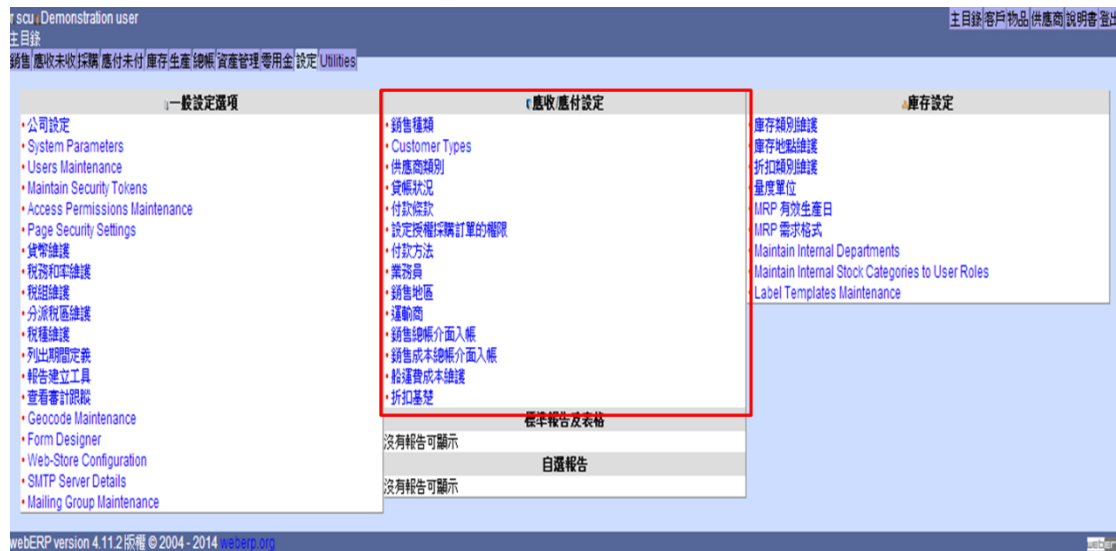 r scu Demonstration user
主目錄 客戶 物品 供應商 說明書 登出
主目錄
銷售 應收未收 採購 應付未付 庫存 生產 總帳 資產管理 零用金 設定 Utilities
一般設定選項
公司設定
System Parameters
Users Maintenance
Maintain Security Tokens
Access Permissions Maintenance
Page Security Settings
貨幣維護
税務和率維護
税組維護
分派税區維護
税種維護
列出期間定義
報告建立工具
查看審計跟蹤
Geocode Maintenance
Form Designer
Web-Store Configuration
SMTP Server Details
Mailing Group Maintenance
應收/應付設定
銷售種類
Customer Types
供應商類別
貸帳狀況
付款條款
設定授權採購訂單的權限
付款方法
業務員
銷售地區
運輸商
銷售總帳介面入帳
銷售成本總帳介面入帳
船運費成本維護
折扣基楚
標準報告及表格
沒有報告可顯示
自選報告
沒有報告可顯示
庫存設定
庫存類別維護
庫存地點維護
折扣類別維護
量度單位
MRP 有效生產日
MRP 需求格式
Maintain Internal Departments
Maintain Internal Stock Categories to User Roles
Label Templates Maintenance
webERP version 4.11.2 版權 © 2004 - 2014 weberp.org